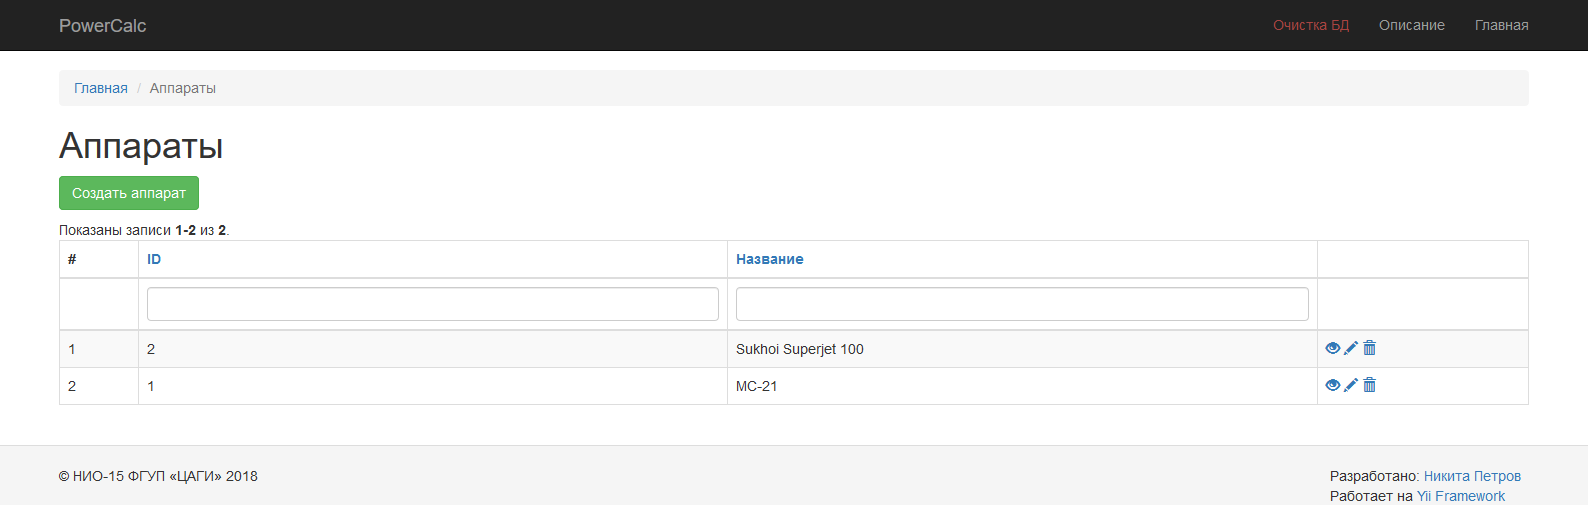 PowerCalc Очистка БД Описание Главная
Главная / Аппараты
Аппараты
Создать аппарат
Показаны записи 1-2 из 2.
# ID Название
1 2 Sukhoi Superjet 100
2 1 МС-21
© НИО-15 ФГУП «ЦАГИ» 2018
Разработано: Никита Петров
Работает на Yii Framework